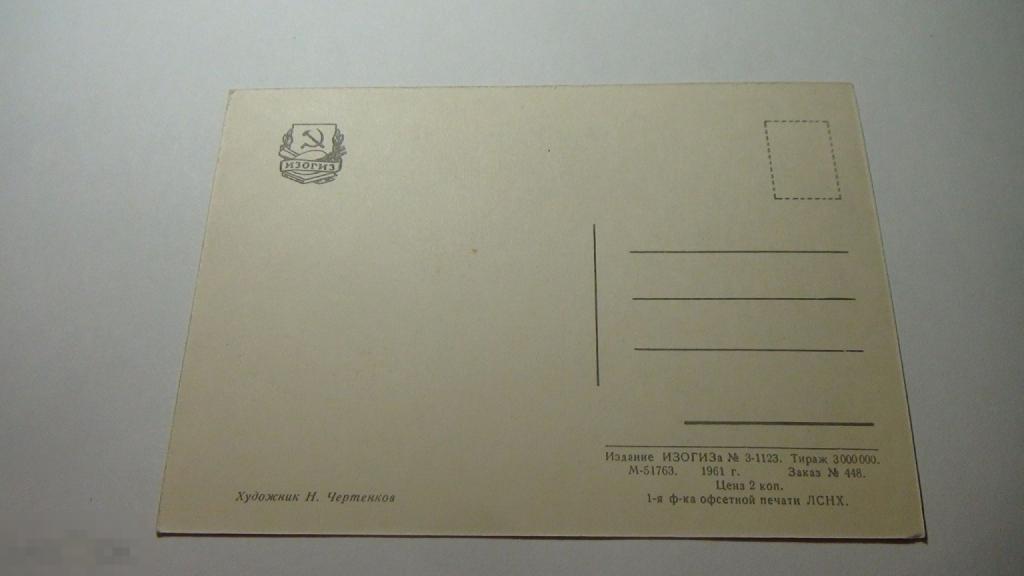 ИЗОГИЗ
Издание ИЗОГИЗа № 3-1123. Тираж 3000000.
М-51763. 1961 г. Заказ № 448.
Цена 2 коп.
1-я ф-ка офсетной печати ЛСНХ.
Художник Н. Чертенков